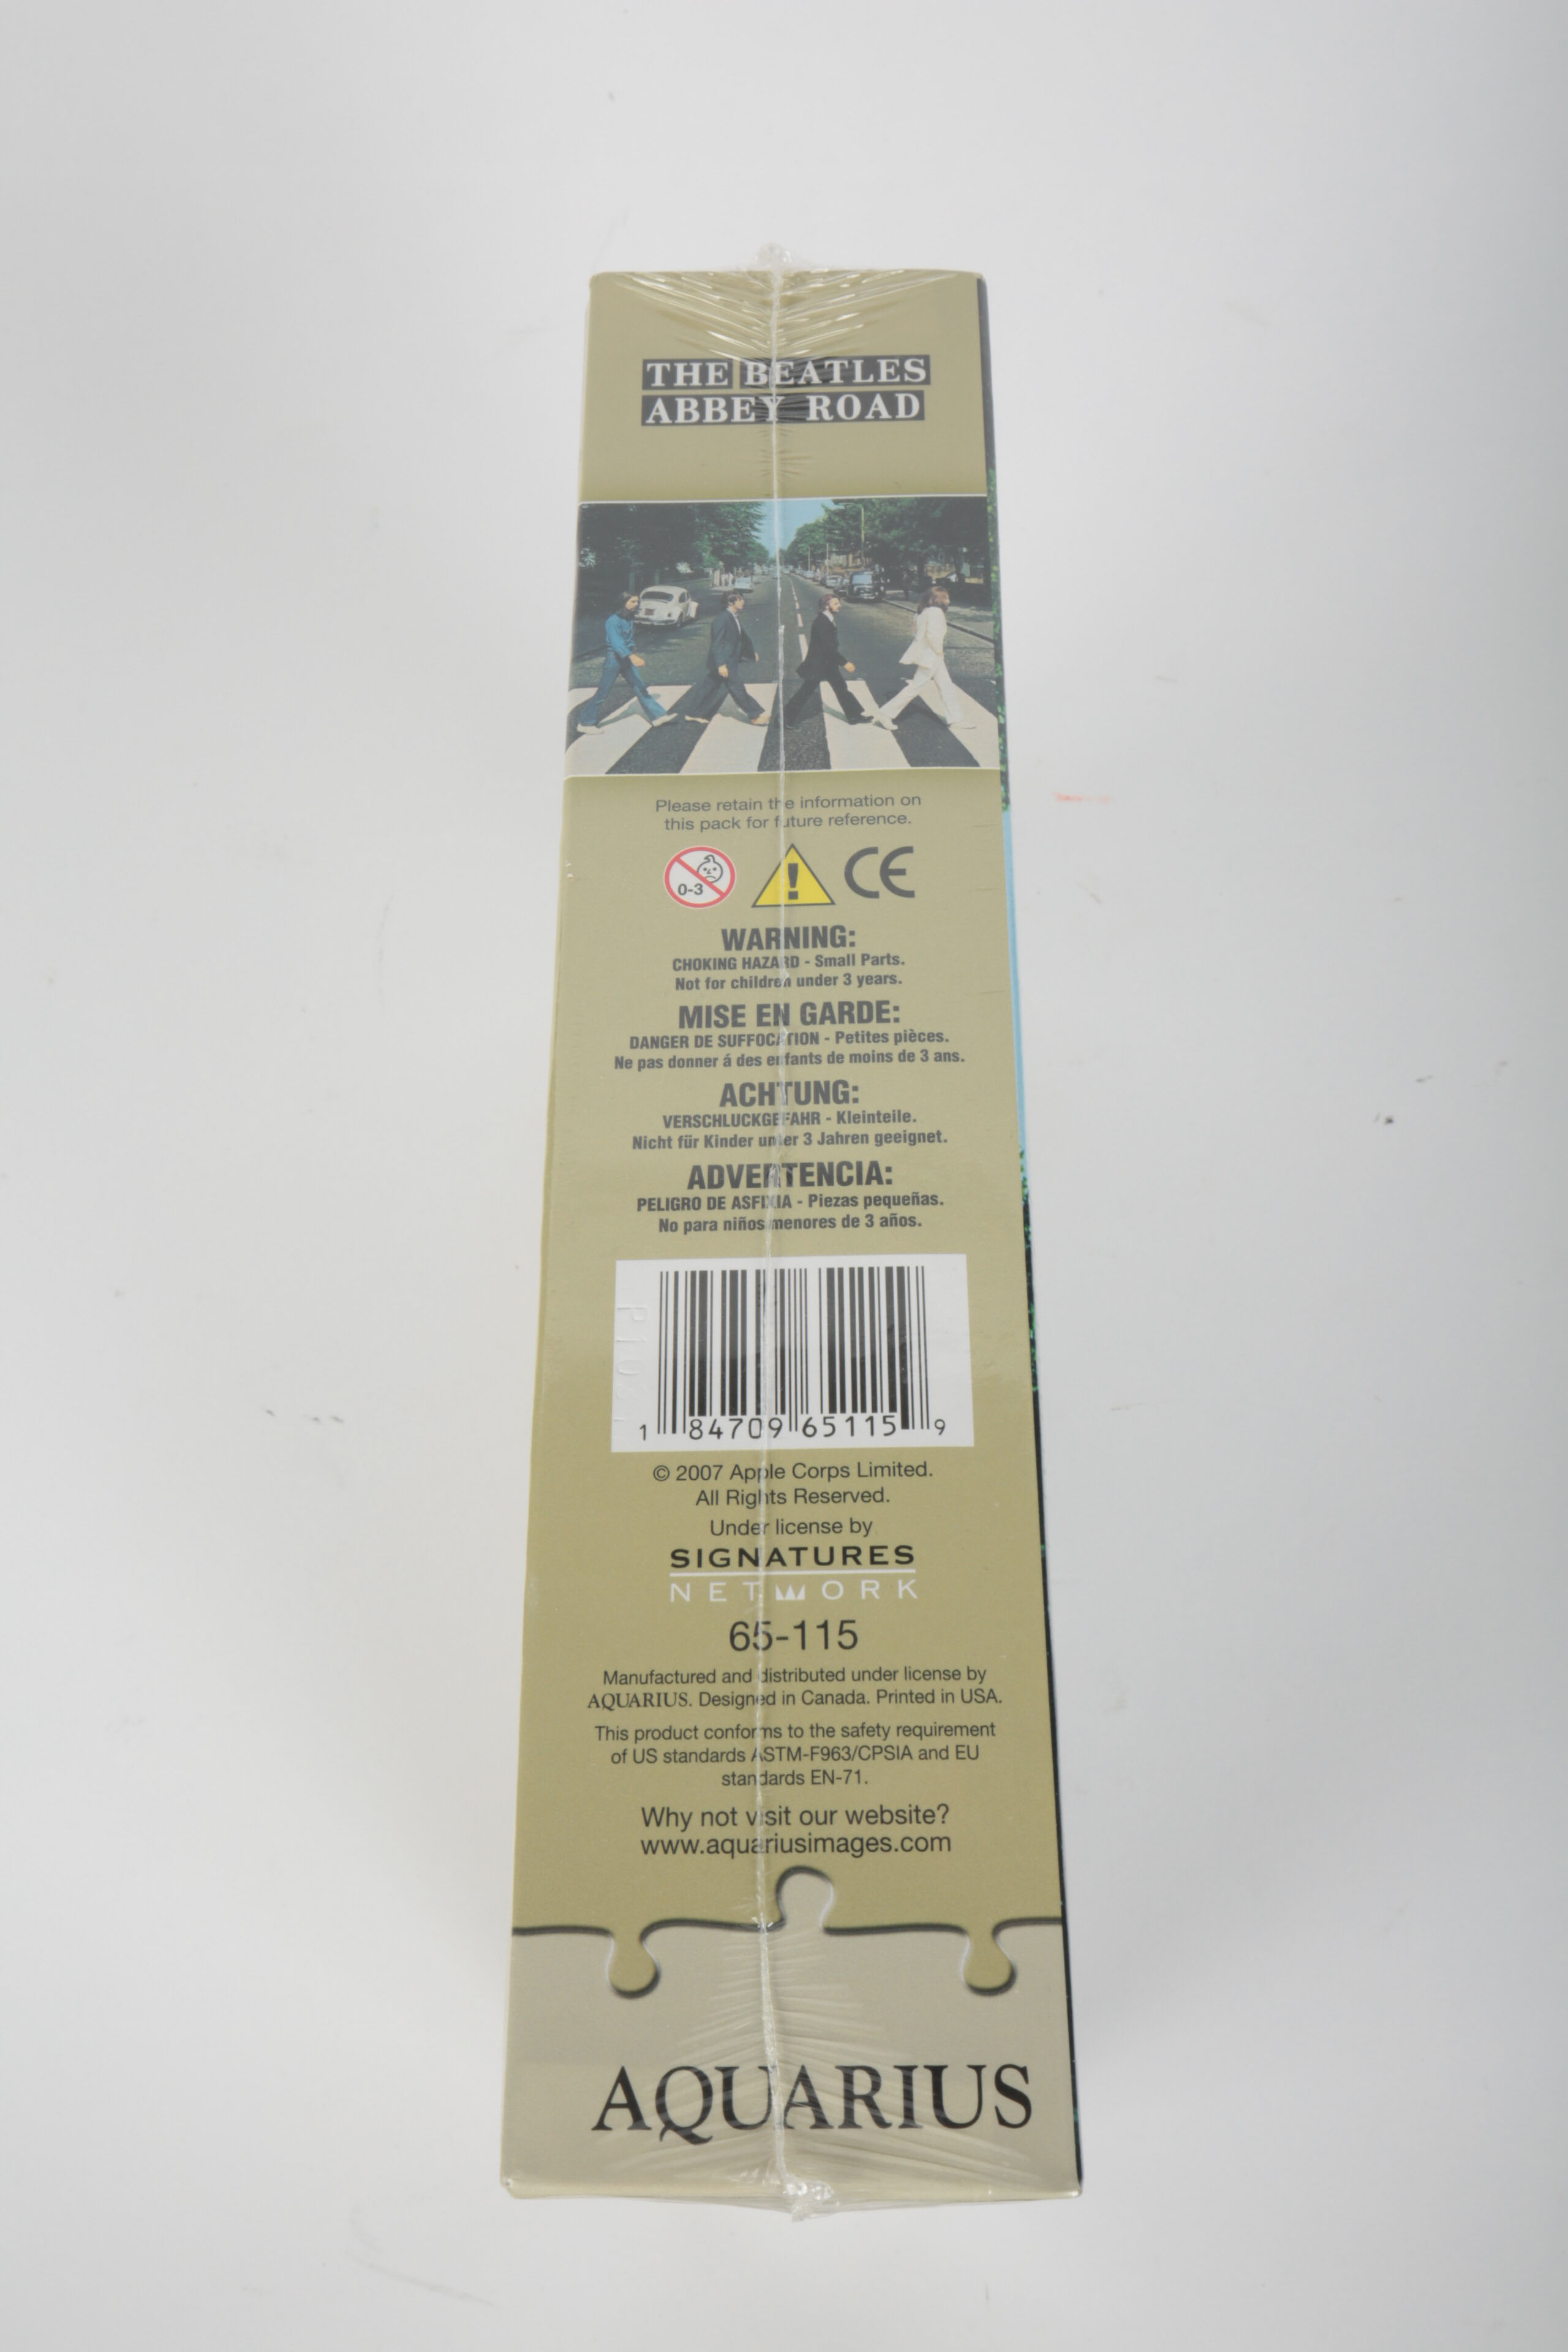 THE BEATLES
ABBEY ROAD
Please retain the information on
this pack for future reference.
0-3
CE
WARNING:
CHOKING HAZARD - Small Parts.
Not for children under 3 years.
MISE EN GARDE:
DANGER DE SUFFOCATION - Petites pièces.
Ne pas donner á des enfants de moins de 3 ans.
ACHTUNG:
VERSCHLUCKGEFAHR - Kleinteile.
Nicht für Kinder unter 3 Jahren geeignet.
ADVERTENCIA:
PELIGRO DE ASFIXIA - Piezas pequeñas.
No para niños menores de 3 años.
1 84709 65115 9
© 2007 Apple Corps Limited.
All Rights Reserved.
Under license by
SIGNATURES
NETWORK
65-115
Manufactured and distributed under license by
AQUARIUS. Designed in Canada. Printed in USA.
This product conforms to the safety requirement
of US standards ASTM-F963/CPSIA and EU
standards EN-71.
Why not visit our website?
www.aquariusimages.com
AQUARIUS